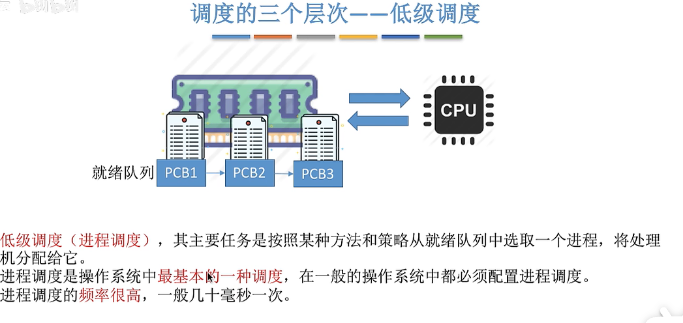 调度的三个层次——低级调度
CPU
就绪队列 PCB1 PCB2 PCB3
低级调度（进程调度），其主要任务是按照某种方法和策略从就绪队列中选取一个进程，将处理
机分配给它。
进程调度是操作系统中最基本的一种调度，在一般的操作系统中都必须配置进程调度。
进程调度的频率很高，一般几十毫秒一次。